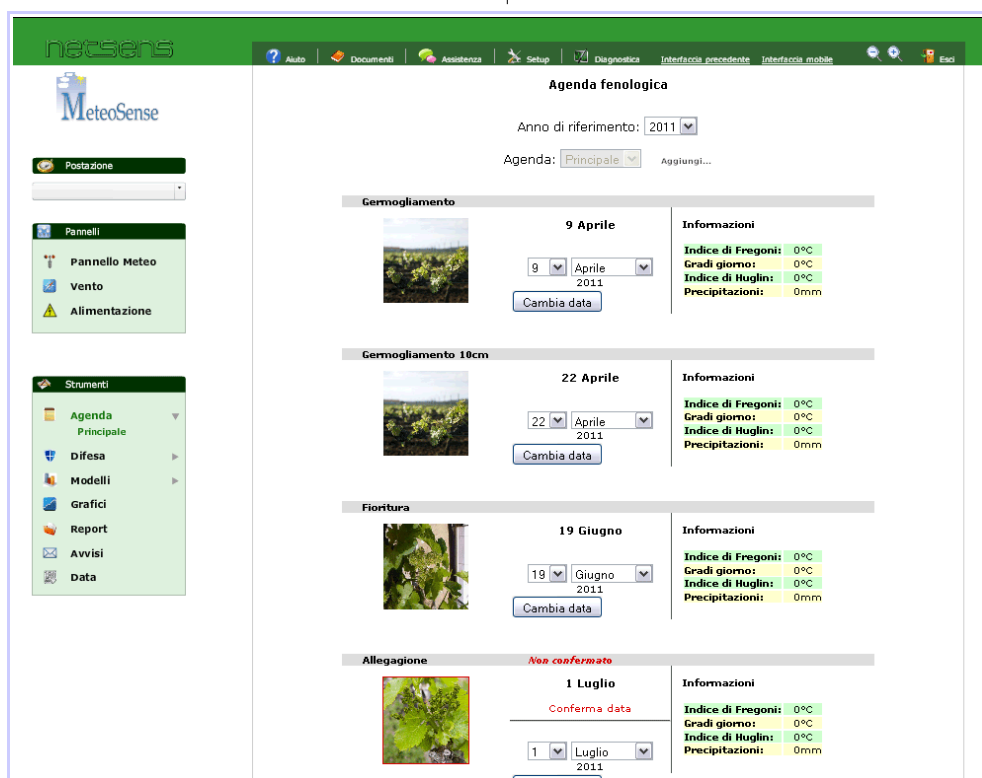 netsens
Aiuto Documenti Assistenza Setup Diagnostica Interfaccia precedente Interfaccia mobile Esci
MeteoSense
Postazione
Pannelli
Pannello Meteo
Vento
Alimentazione
Strumenti
Agenda
Principale
Difesa
Modelli
Grafici
Report
Avvisi
Data
Agenda fenologica
Anno di riferimento: 2011
Agenda: Principale Aggiungi...
Germogliamento
9 Aprile
9 Aprile
2011
Cambia data
Informazioni
Indice di Fregoni: 0°C
Gradi giorno: 0°C
Indice di Huglin: 0°C
Precipitazioni: 0mm
Germogliamento 10cm
22 Aprile
22 Aprile
2011
Cambia data
Informazioni
Indice di Fregoni: 0°C
Gradi giorno: 0°C
Indice di Huglin: 0°C
Precipitazioni: 0mm
Fioritura
19 Giugno
19 Giugno
2011
Cambia data
Informazioni
Indice di Fregoni: 0°C
Gradi giorno: 0°C
Indice di Huglin: 0°C
Precipitazioni: 0mm
Allegagione Non confermato
1 Luglio
Conferma data
1 Luglio
2011
Informazioni
Indice di Fregoni: 0°C
Gradi giorno: 0°C
Indice di Huglin: 0°C
Precipitazioni: 0mm